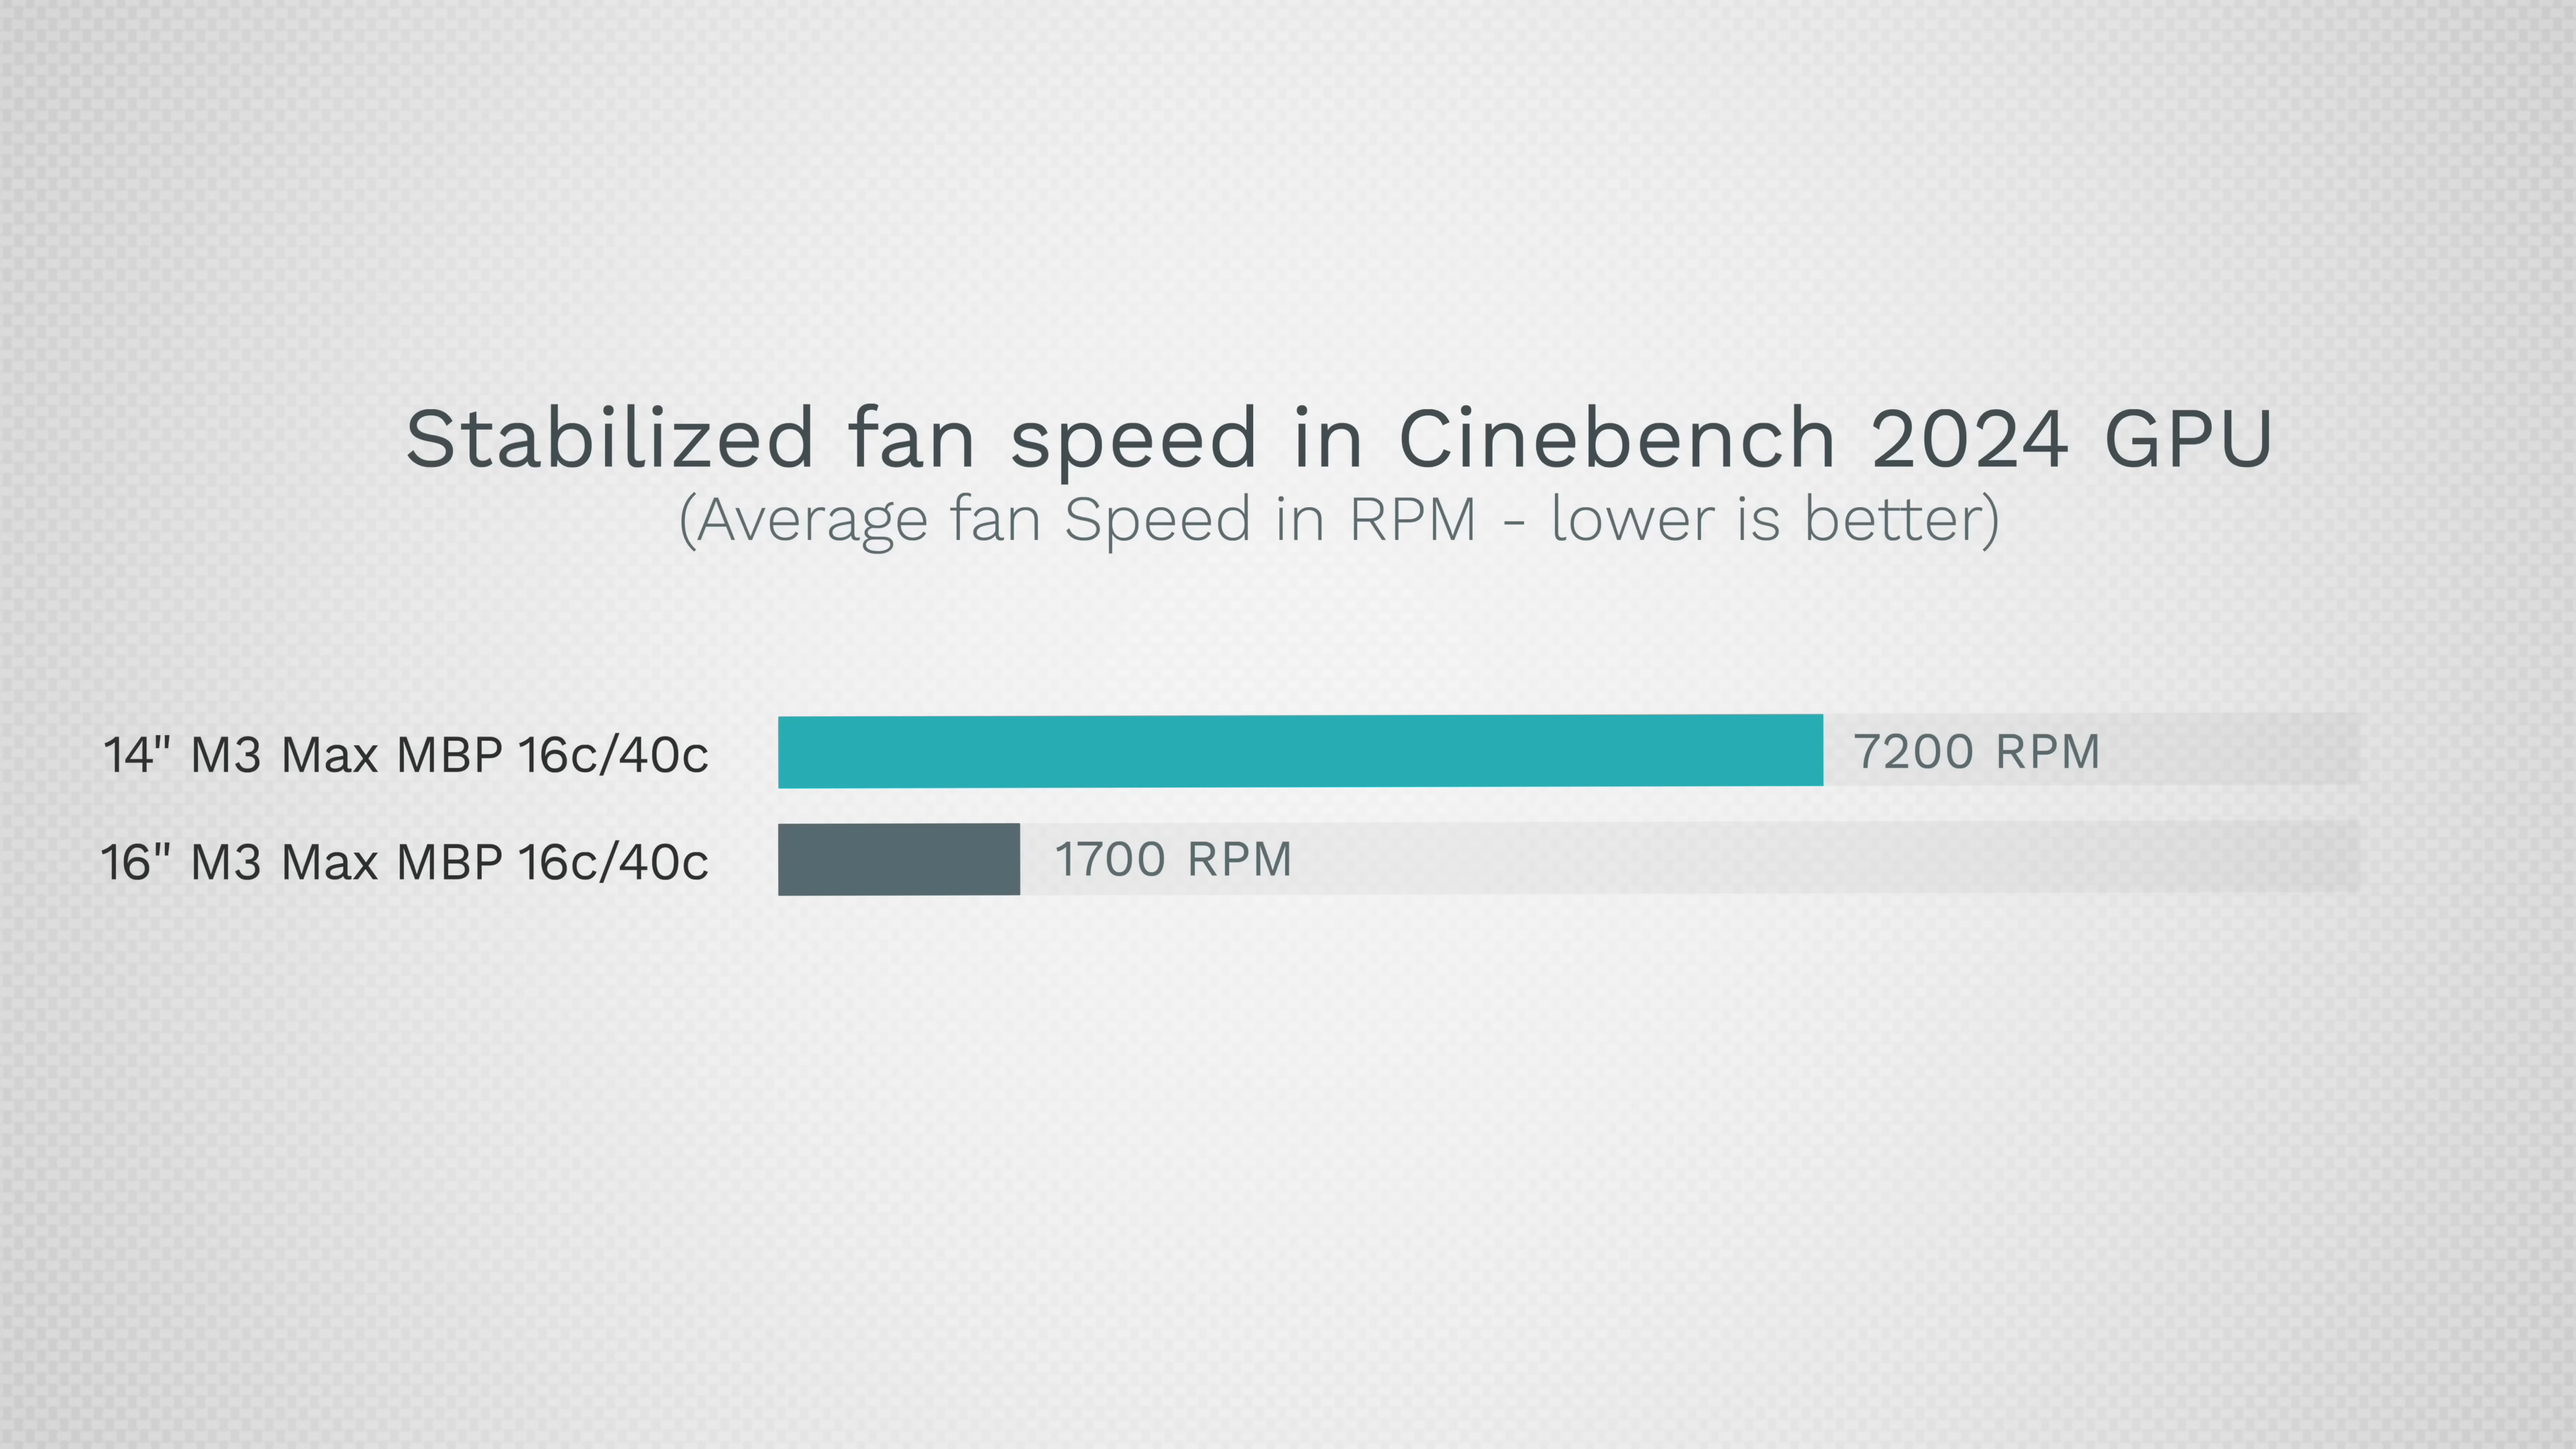 Stabilized fan speed in Cinebench 2024 GPU
(Average fan Speed in RPM - lower is better)
14" M3 Max MBP 16c/40c 7200 RPM
16" M3 Max MBP 16c/40c 1700 RPM